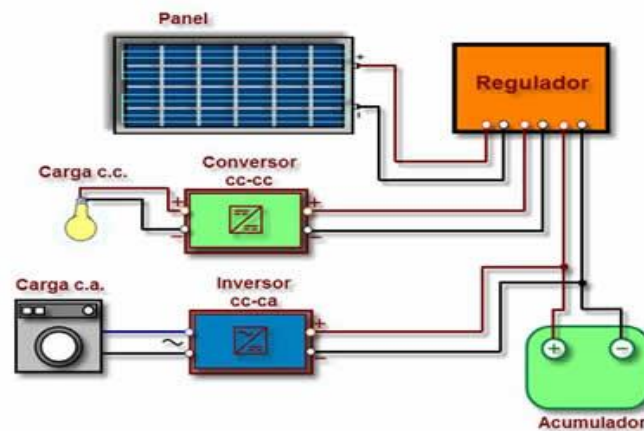 Panel
Regulador
Carga c.c.
Conversor
cc-cc
Carga c.a.
Inversor
cc-ca
Acumulador